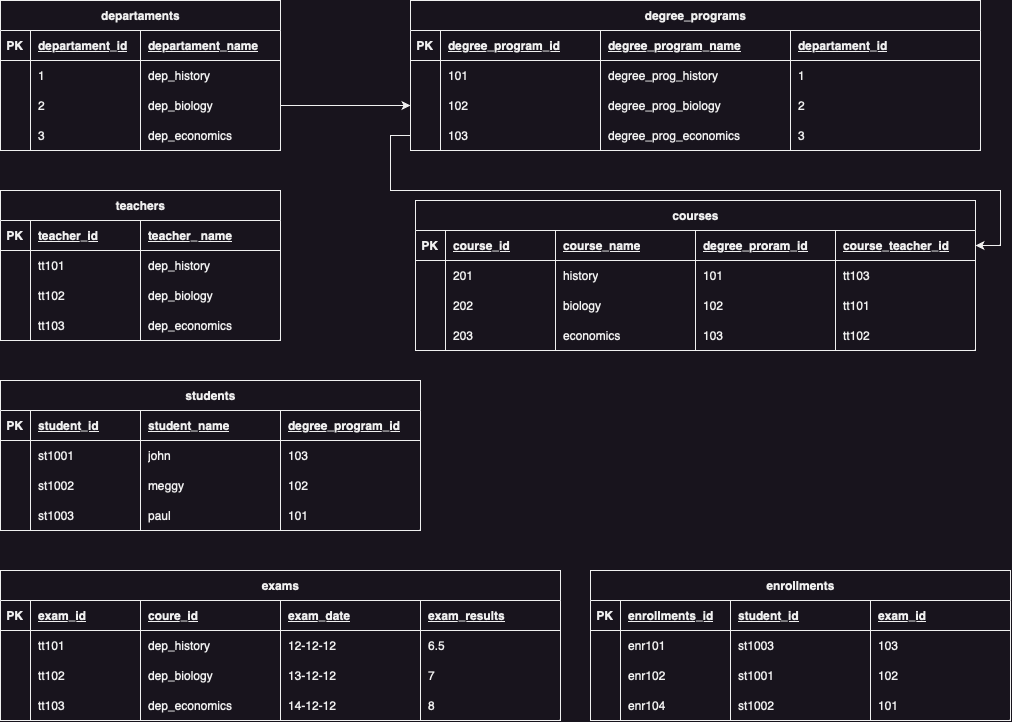 departaments
PK departament_id departament_name
1 dep_history
2 dep_biology
3 dep_economics
degree_programs
PK degree_program_id degree_program_name departament_id
101 degree_prog_history 1
102 degree_prog_biology 2
103 degree_prog_economics 3
teachers
PK teacher_id teacher_ name
tt101 dep_history
tt102 dep_biology
tt103 dep_economics
courses
PK course_id course_name degree_proram_id course_teacher_id
201 history 101 tt103
202 biology 102 tt101
203 economics 103 tt102
students
PK student_id student_name degree_program_id
st1001 john 103
st1002 meggy 102
st1003 paul 101
exams
PK exam_id coure_id exam_date exam_results
tt101 dep_history 12-12-12 6.5
tt102 dep_biology 13-12-12 7
tt103 dep_economics 14-12-12 8
enrollments
PK enrollments_id student_id exam_id
enr101 st1003 103
enr102 st1001 102
enr104 st1002 101